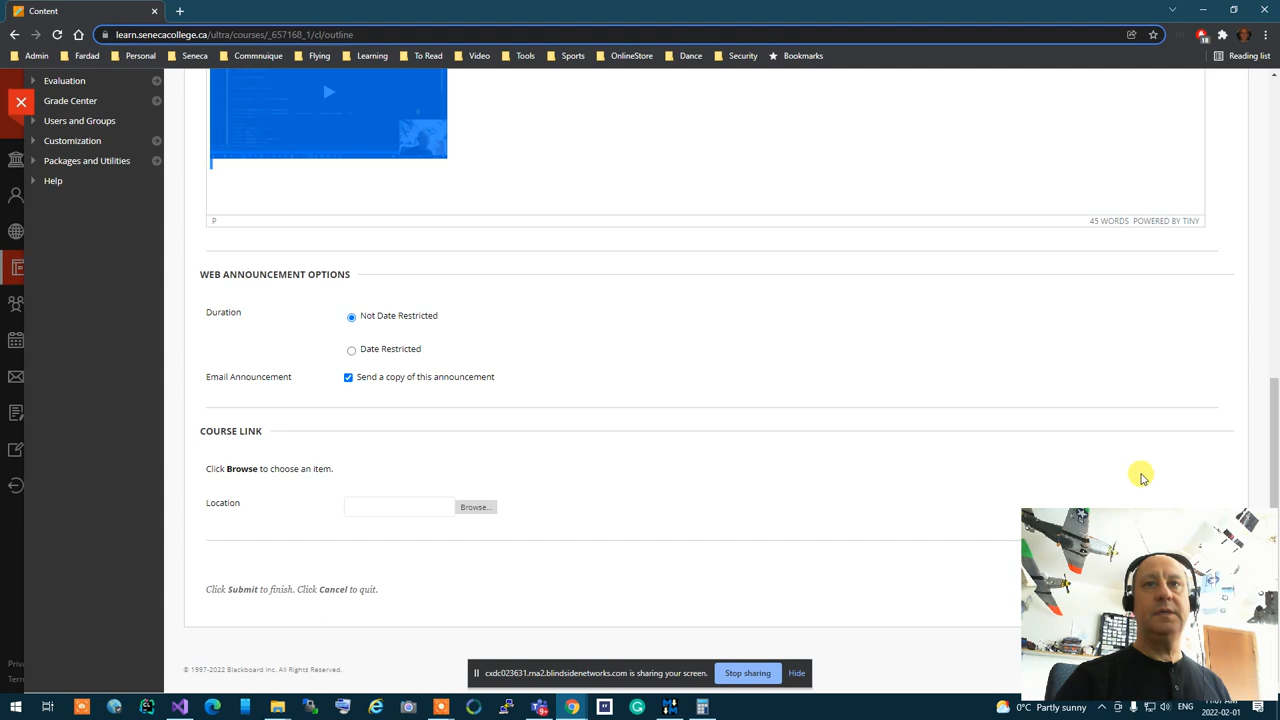 Content
learn.senecacollege.ca/ultra/courses/_657168_1/cl/outline
18
Admin Fardad Personal Seneca Commnuique Flying Learning To Read Video Tools Sports OnlineStore Dance Security Bookmarks Reading list
Evaluation
Grade Center
Users and Groups
Customization
Packages and Utilities
Help
P
45 WORDS POWERED BY TINY
WEB ANNOUNCEMENT OPTIONS
Duration
Not Date Restricted
Date Restricted
Email Announcement
Send a copy of this announcement
COURSE LINK
Click Browse to choose an item.
Location
Browse...
Click Submit to finish. Click Cancel to quit.
Priv
Term
© 1997-2022 Blackboard Inc. All Rights Reserved.
cxdc023631.rna2.blindsidenetworks.com is sharing your screen.
Stop sharing
Hide
0°C Partly sunny
ENG
2022-02-01